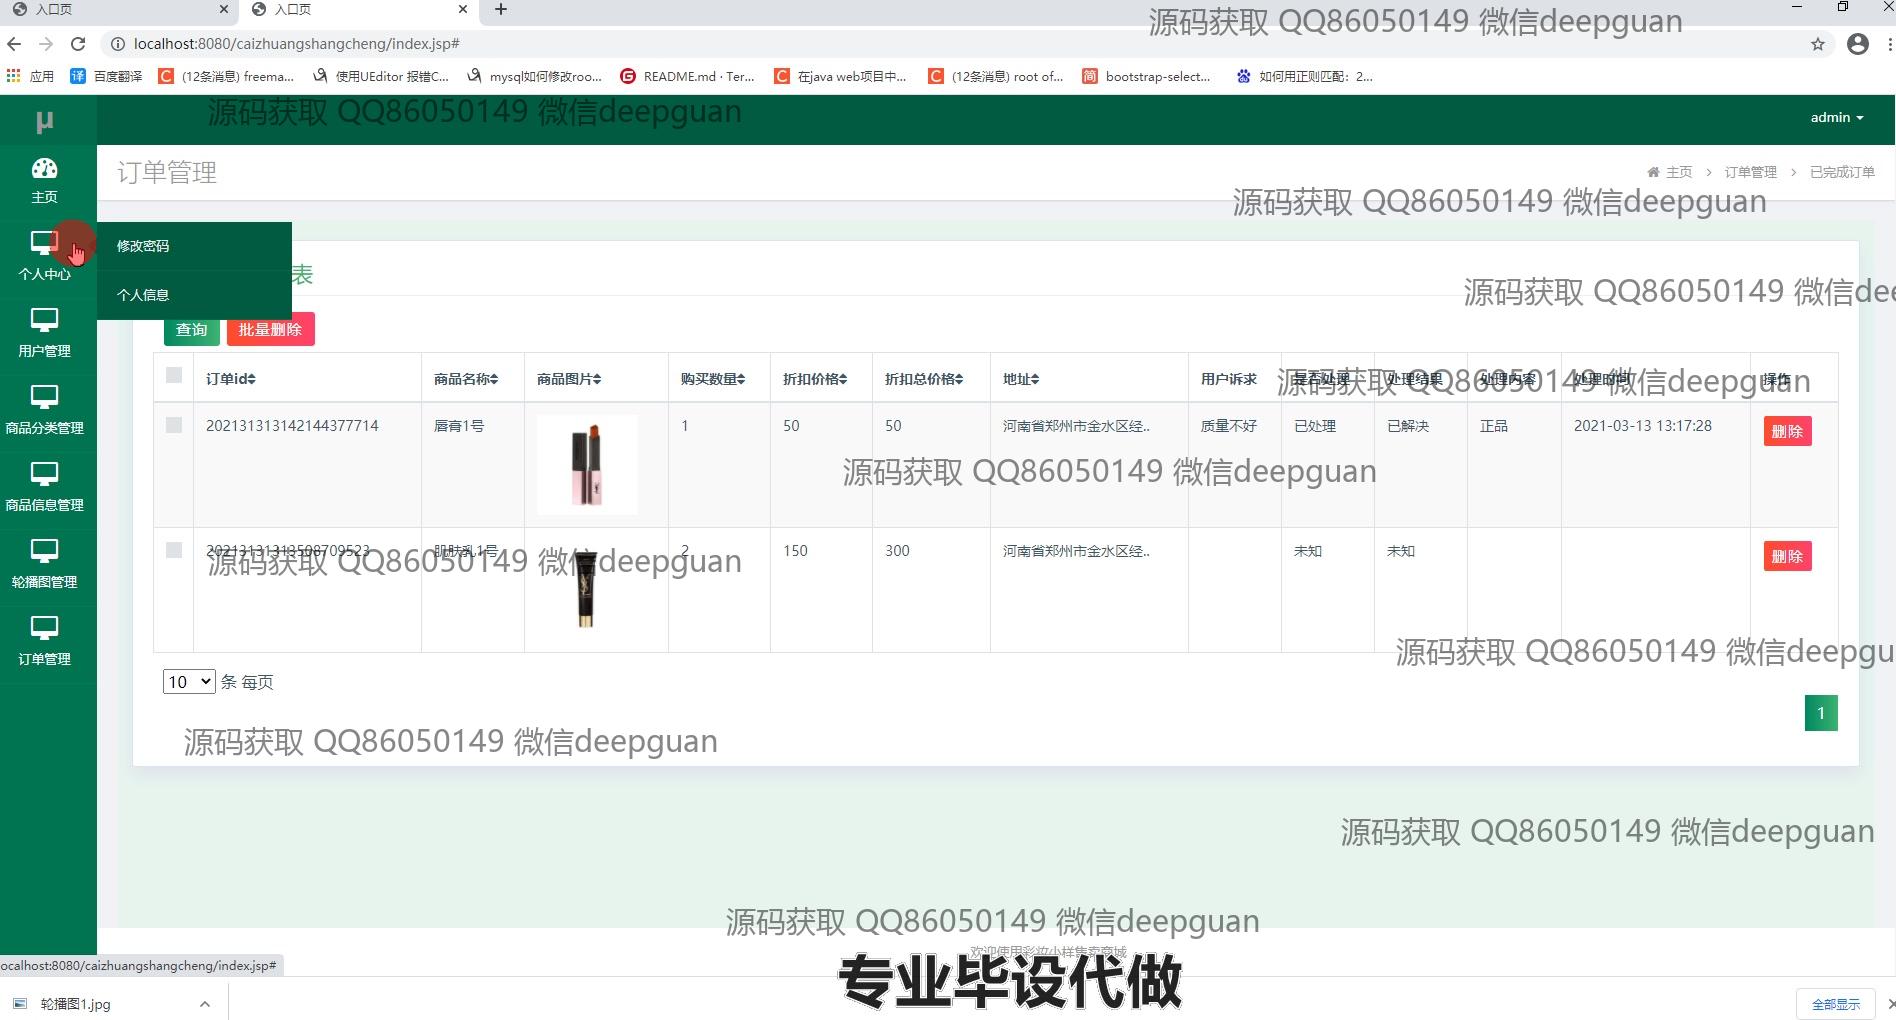 入口页
入口页
源码获取 QQ86050149 微信deepguan
localhost:8080/caizhuangshangcheng/index.jsp#
应用 百度翻译 (12条消息) freema... 使用UEditor 报错C... mysql如何修改roo... README.md · Ter... 在java web项目中... (12条消息) root of... bootstrap-select... 如何用正则匹配：2...
源码获取 QQ86050149 微信deepguan
μ
admin
订单管理
主页 > 订单管理 > 已完成订单
源码获取 QQ86050149 微信deepguan
主页
个人中心
用户管理
商品分类管理
商品信息管理
轮播图管理
订单管理
修改密码
个人信息
表
源码获取 QQ86050149 微信dee
查询 批量删除
订单id 商品名称 商品图片 购买数量 折扣价格 折扣总价格 地址 用户诉求 是否处理 处理结果 处理内容 处理时间 操作
源码获取 QQ86050149 微信deepguan
202131313142144377714 唇膏1号 1 50 50 河南省郑州市金水区经.. 质量不好 已处理 已解决 正品 2021-03-13 13:17:28 删除
源码获取 QQ86050149 微信deepguan
20213131313508709523 肌肤乳1号 2 150 300 河南省郑州市金水区经.. 未知 未知 删除
源码获取 QQ86050149 微信deepguan
源码获取 QQ86050149 微信deepgu
10 条 每页
1
源码获取 QQ86050149 微信deepguan
源码获取 QQ86050149 微信deepguan
源码获取 QQ86050149 微信deepguan
欢迎使用彩妆小样售卖商城
ocalhost:8080/caizhuangshangcheng/index.jsp#
专业毕设代做
轮播图1.jpg
全部显示